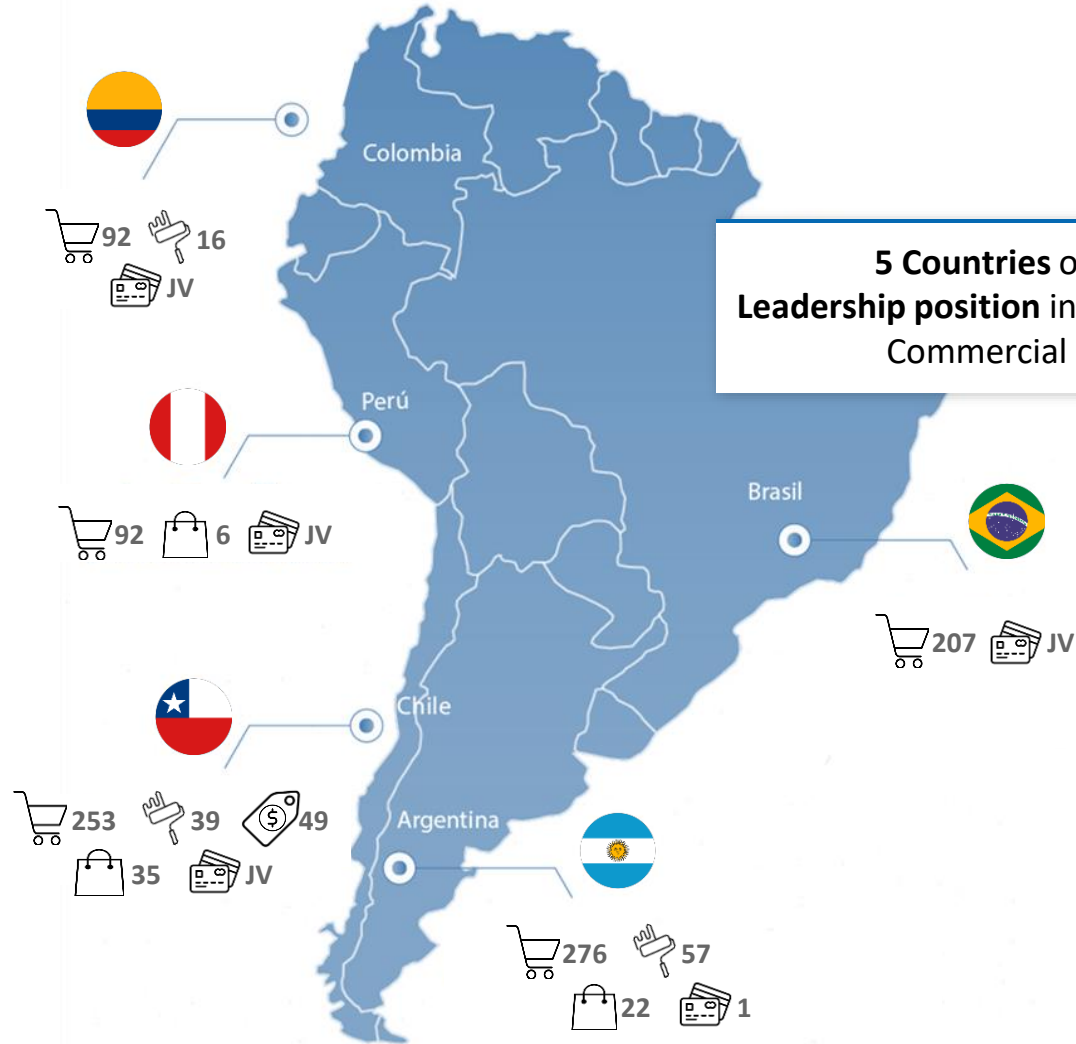 Colombia
92 16
JV
5 Countries
Leadership position in
Commercial
Perú
92 6 JV
Brasil
207 JV
Chile
253 39 $ 49
35 JV
Argentina
276 57
22 1